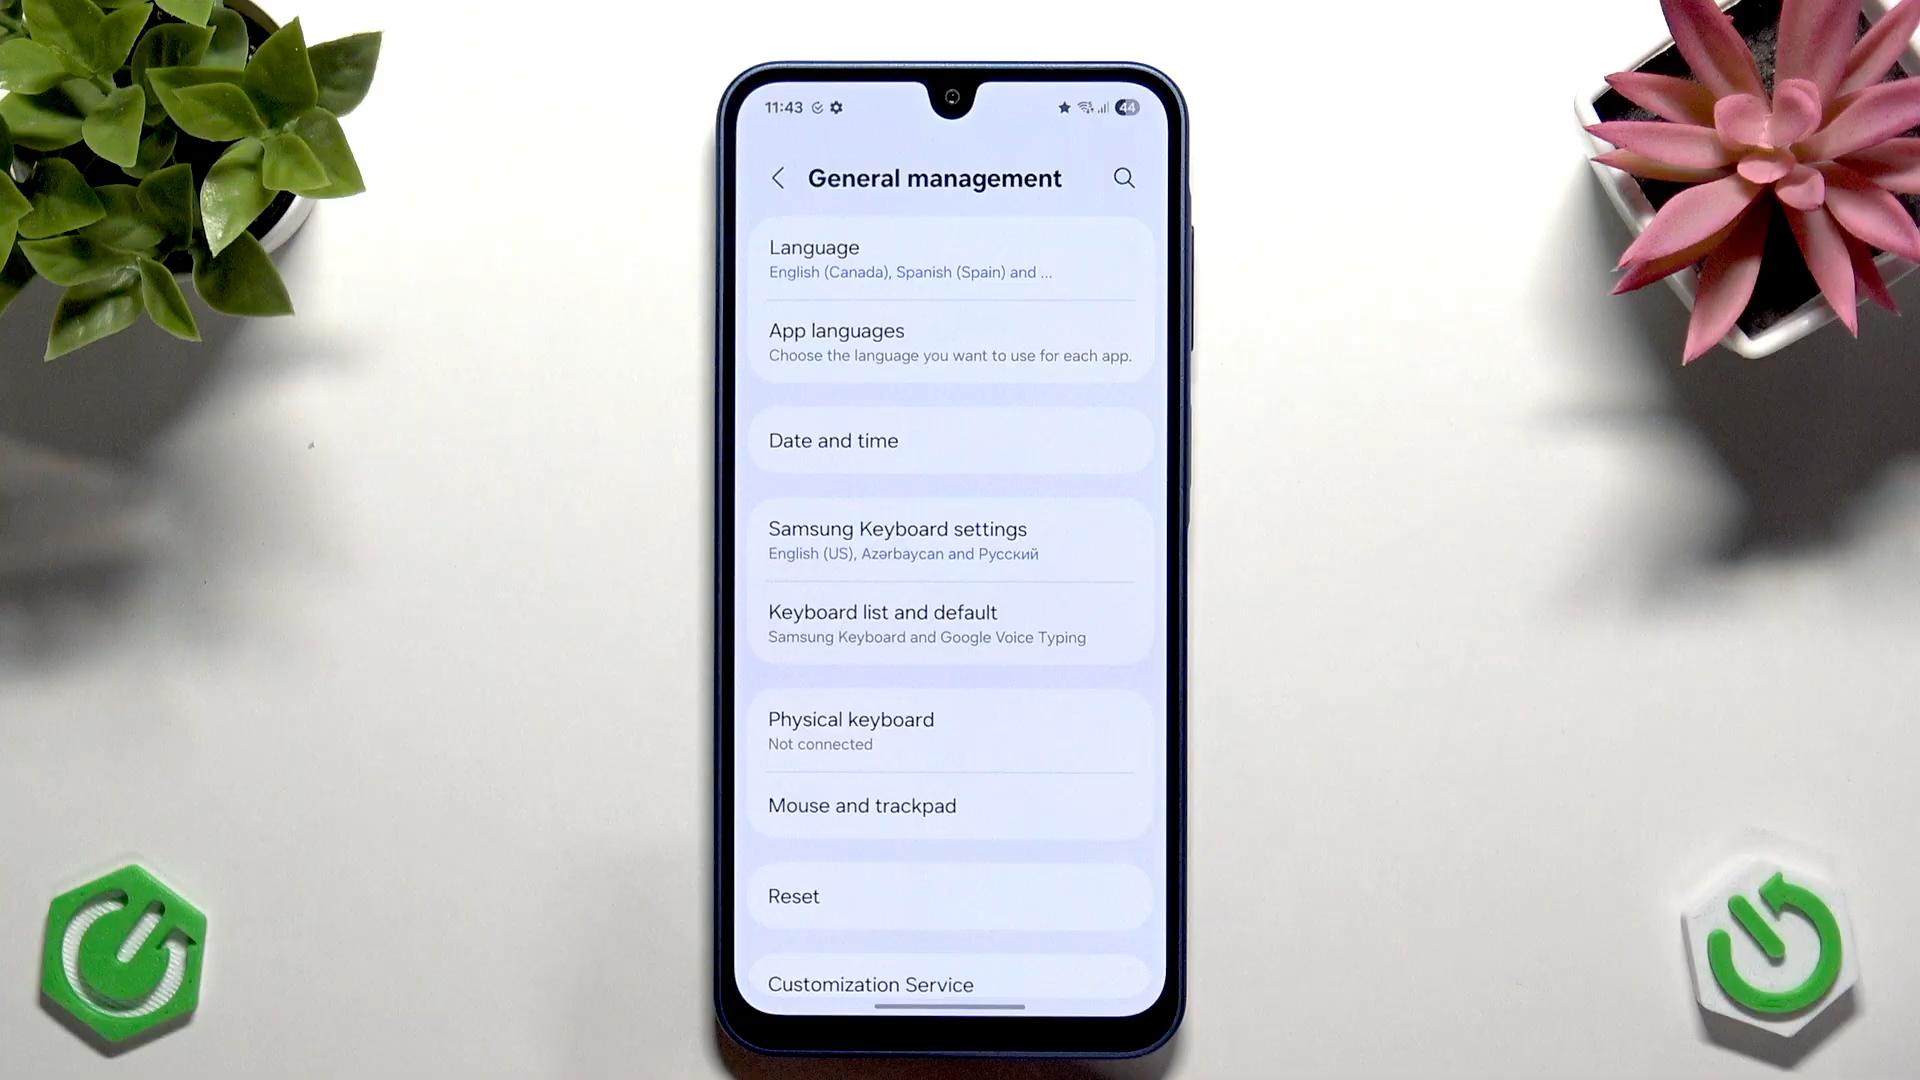 11:43
44
General management
Language
English (Canada), Spanish (Spain) and ...
App languages
Choose the language you want to use for each app.
Date and time
Samsung Keyboard settings
English (US), Azərbaycan and Русский
Keyboard list and default
Samsung Keyboard and Google Voice Typing
Physical keyboard
Not connected
Mouse and trackpad
Reset
Customization Service